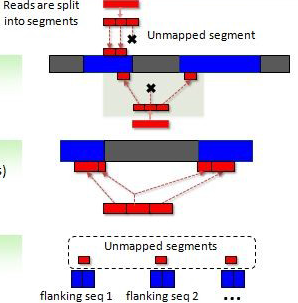 Reads are split
into segments
Unmapped segment
s)
Unmapped segments
flanking seq 1 flanking seq 2 ...